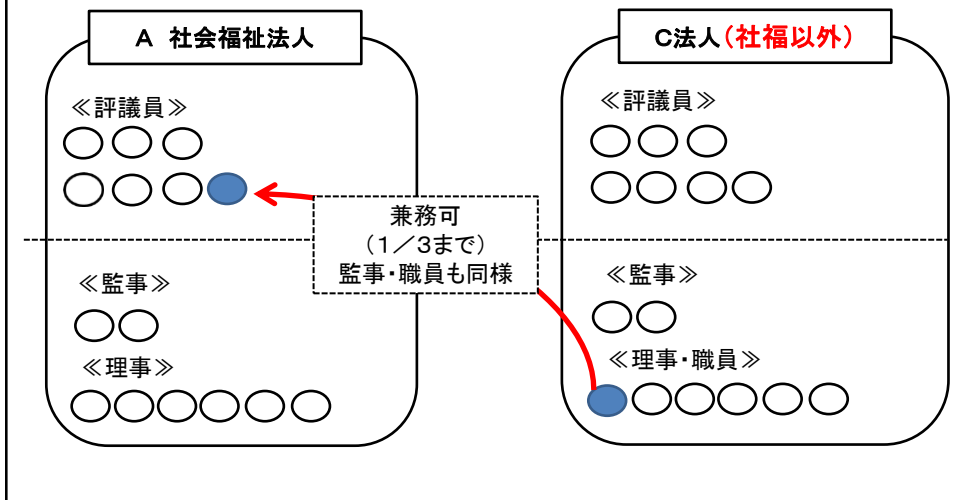 A 社会福祉法人
≪評議員≫
≪監事≫
≪理事≫
兼務可
(1/3まで)
監事・職員も同様
C法人(社福以外)
≪評議員≫
≪監事≫
≪理事・職員≫